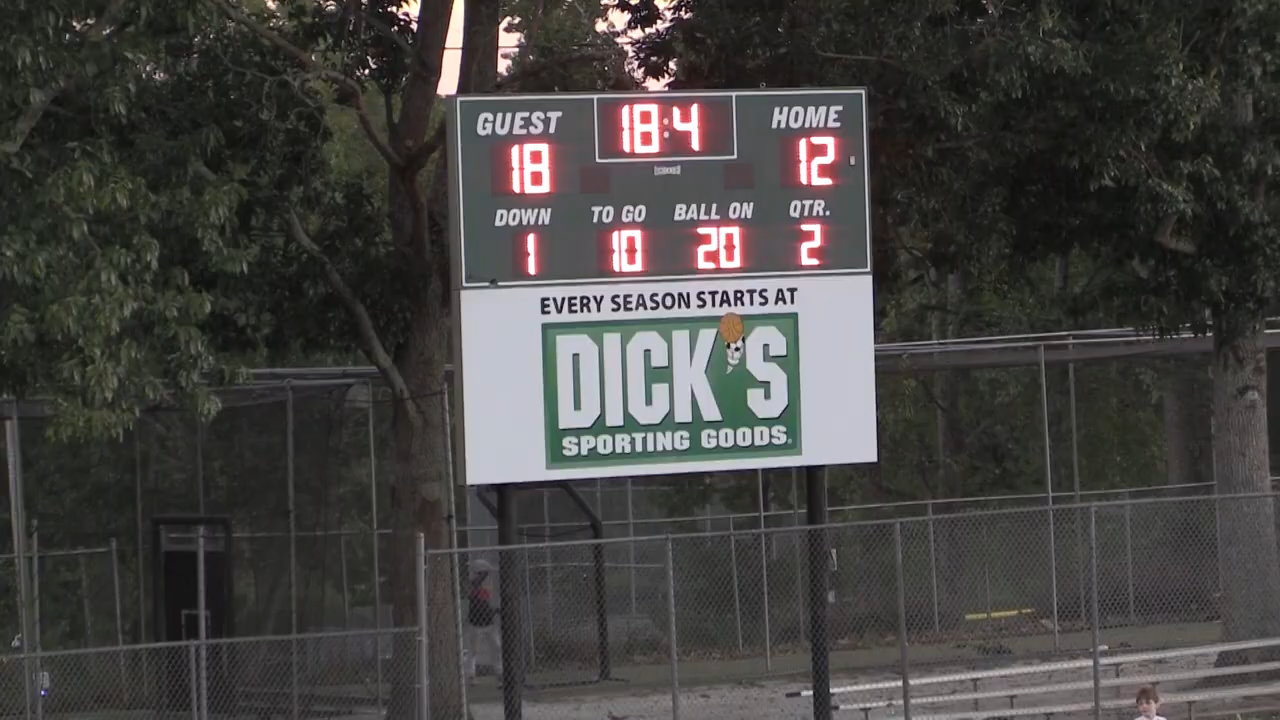 GUEST 18:4 HOME
18 12
DOWN TO GO BALL ON QTR.
1 10 20 2
EVERY SEASON STARTS AT
DICK'S
SPORTING GOODS.